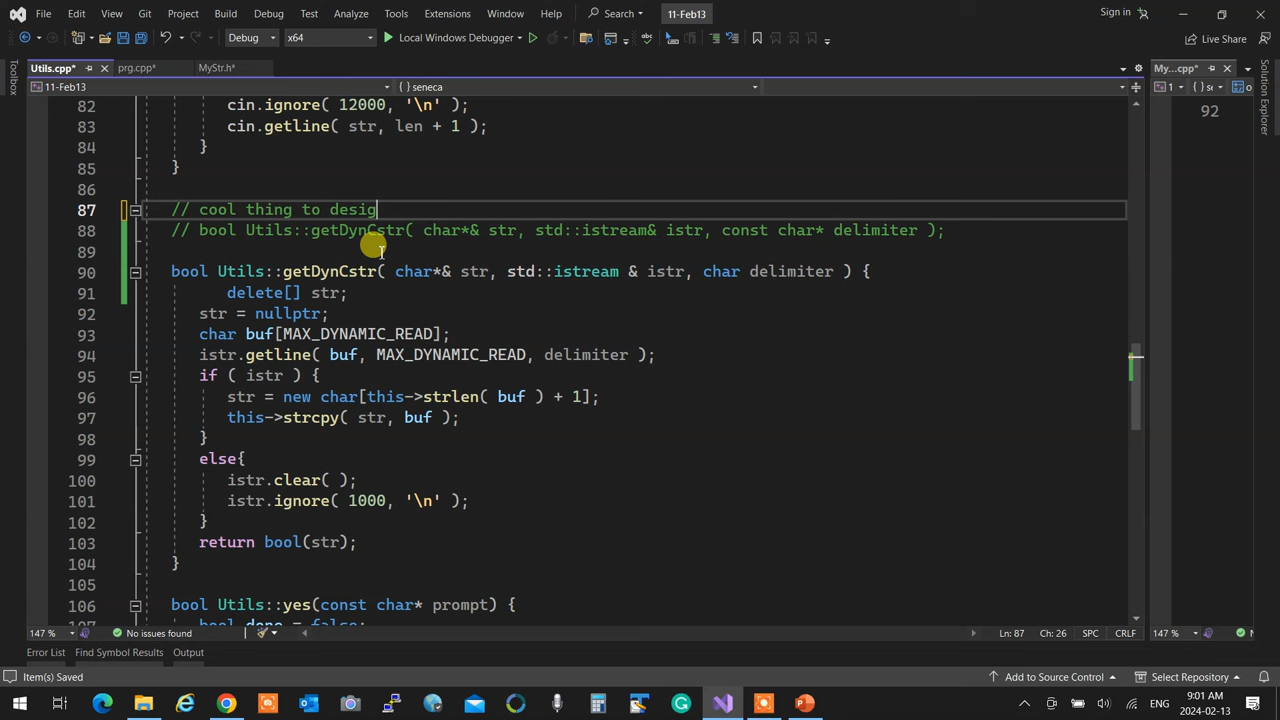 File Edit View Git Project Build Debug Test Analyze Tools Extensions Window Help Search 11-Feb13 Sign in
Debug x64 Local Windows Debugger Live Share
Utils.cpp* prg.cpp* MyStr.h* My...cpp*
11-Feb13 { } seneca 1
Toolbox
Solution Explorer
82 cin.ignore( 12000, '\n' );
83 cin.getline( str, len + 1 );
84 }
85 }
86
87 // cool thing to desig
88 // bool Utils::getDynCstr( char*& str, std::istream& istr, const char* delimiter );
89
90 bool Utils::getDynCstr( char*& str, std::istream & istr, char delimiter ) {
91 delete[] str;
92 str = nullptr;
93 char buf[MAX_DYNAMIC_READ];
94 istr.getline( buf, MAX_DYNAMIC_READ, delimiter );
95 if ( istr ) {
96 str = new char[this->strlen( buf ) + 1];
97 this->strcpy( str, buf );
98 }
99 else{
100 istr.clear( );
101 istr.ignore( 1000, '\n' );
102 }
103 return bool(str);
104 }
105
106 bool Utils::yes(const char* prompt) {
107 bool done = false;
92
147 % No issues found Ln: 87 Ch: 26 SPC CRLF 147 %
Error List Find Symbol Results Output
Item(s) Saved Add to Source Control Select Repository
ENG 9:01 AM
2024-02-13